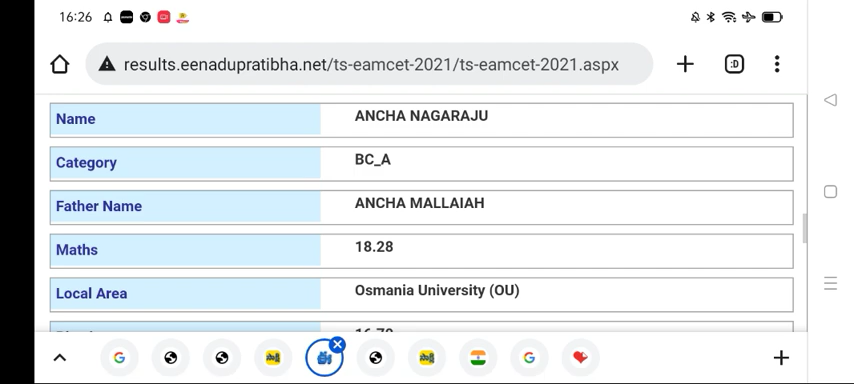 16:26
results.eenadupratibha.net/ts-eamcet-2021/ts-eamcet-2021.aspx
:D
Name ANCHA NAGARAJU
Category BC_A
Father Name ANCHA MALLAIAH
Maths 18.28
Local Area Osmania University (OU)